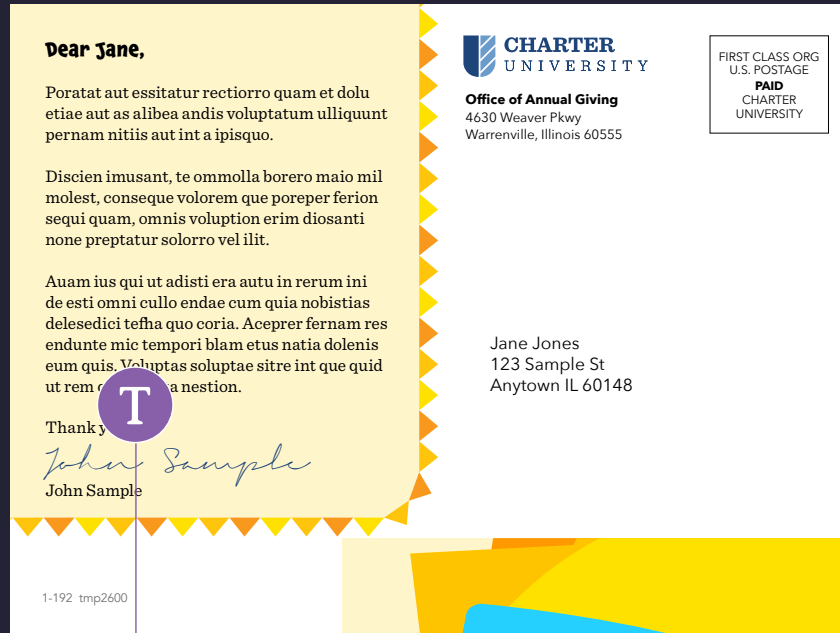 Dear Jane,
Poratat aut essitatur rectiorro quam et dolu
etiae aut as alibea andis voluptatum ulliquunt
pernam nitiis aut int a ipisquo.
Discien imusant, te ommolla borero maio mil
molest, conseque volorem que poreper ferion
sequi quam, omnis voluption erim diosanti
none preptatur solorro vel ilit.
Auam ius qui ut adisti era autu in rerum ini
de esti omni cullo endae cum quia nobistias
delesedici tefha quo coria. Aceprer fernam res
endunte mic tempori blam etus natia dolenis
eum quis. Voluptas soluptae sitre int que quid
ut rem nestion.
Thank
T
John Sample
John Sample
1-192 tmp2600
CHARTER
UNIVERSITY
Office of Annual Giving
4630 Weaver Pkwy
Warrenville, Illinois 60555
FIRST CLASS ORG
U.S. POSTAGE
PAID
CHARTER
UNIVERSITY
Jane Jones
123 Sample St
Anytown IL 60148